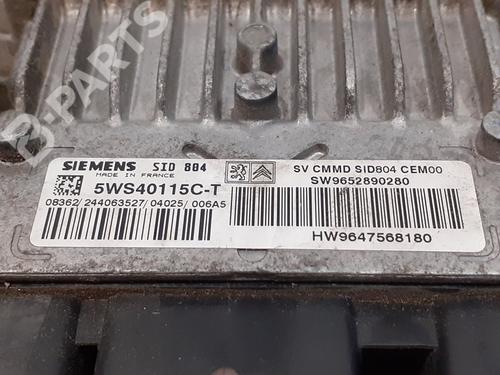 B-PARTS
SIEMENS SID 804
MADE IN FRANCE
5WS40115C-T
08362/244063527/04025/006A5
SV CMMD SID804 CEM00
SW9652890280
HW9647568180